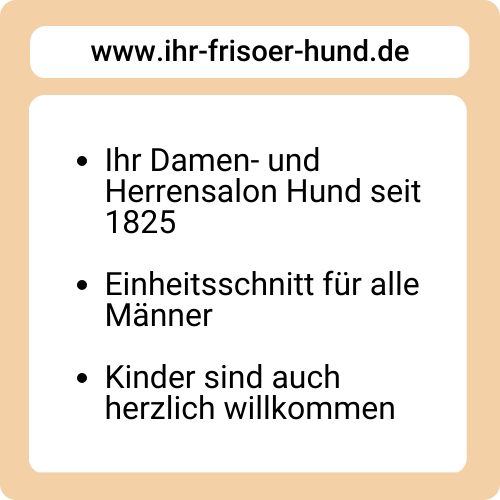 www.ihr-frisoer-hund.de
• Ihr Damen- und
Herrensalon Hund seit
1825
• Einheitsschnitt für alle
Männer
• Kinder sind auch
herzlich willkommen